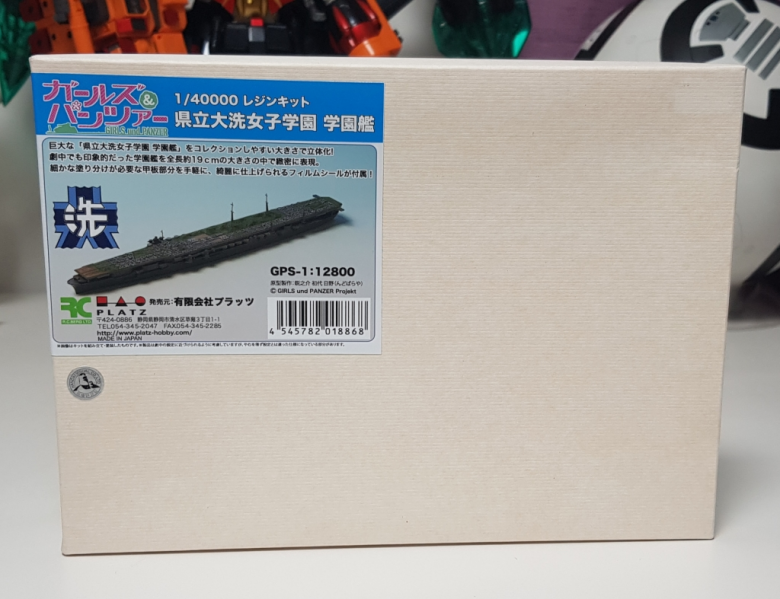 ガールズ&
パンツァー
GIRLS und PANZER
1/40000 レジンキット
県立大洗女子学園 学園艦
巨大な「県立大洗女子学園 学園艦」をコレクションしやすい大きさで立体化!
劇中でも印象的だった学園艦を全長約19cmの大きさの中で緻密に表現。
細かな塗り分けが必要な甲板部分を手軽に、綺麗に仕上げられるフィルムシールが付属!
洗
GPS-1:12800
© GIRLS und PANZER Projekt
PLATZ
発売元:有限会社プラッツ
〒424-0886 静岡県静岡市清水区草薙3丁目1-1
TEL054-345-2047 FAX054-345-2285
http://www.platz-hobby.com/
MADE IN JAPAN
4 545782 018868